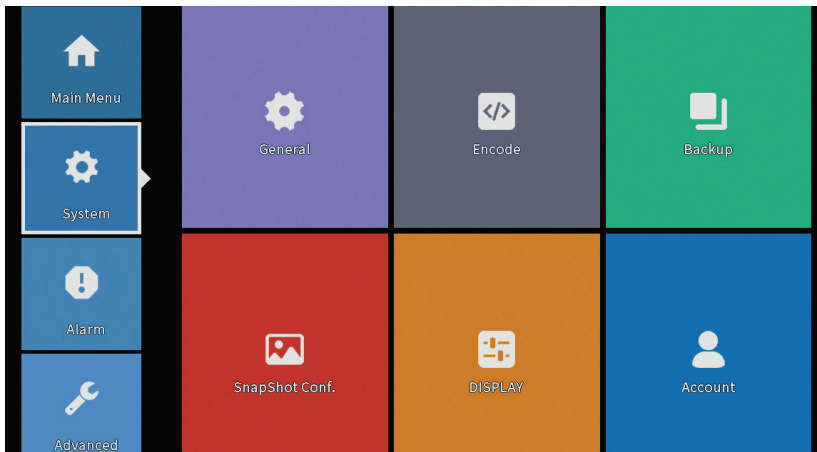 Main Menu
System
Alarm
Advanced
General
Encode
Backup
SnapShot Conf.
DISPLAY
Account